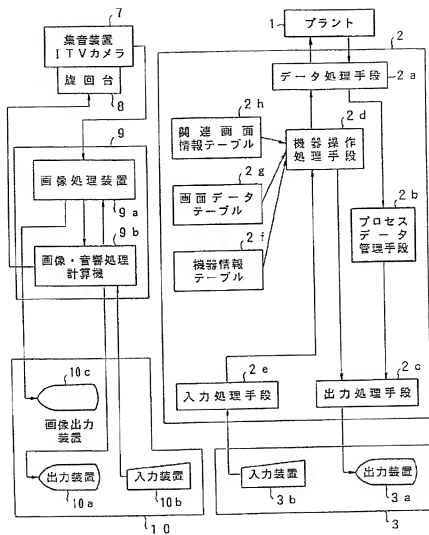 7
集音装置
ITVカメラ
旋回台
8
9
画像処理装置
9a
9b
画像・音響処理
計算機
10c
画像出力
装置
出力装置
10a
入力装置
10b
10
1
プラント
2
データ処理手段
2a
2h
関連画面
情報テーブル
2d
機器操作
処理手段
2g
画面データ
テーブル
2b
プロセス
データ
管理手段
2f
機器情報
テーブル
2e
入力処理手段
2c
出力処理手段
入力装置
3b
出力装置
3a
3